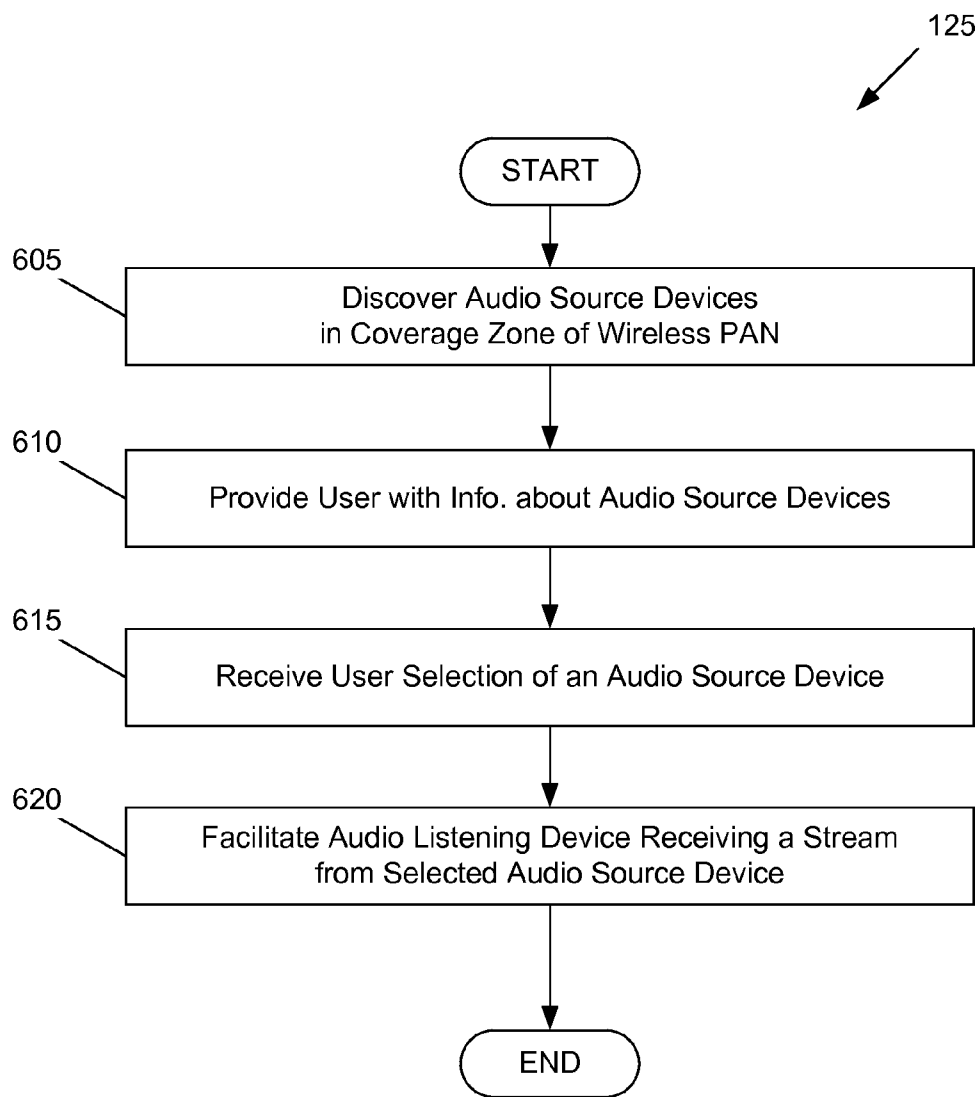 125
START
605
Discover Audio Source Devices
in Coverage Zone of Wireless PAN
610
Provide User with Info. about Audio Source Devices
615
Receive User Selection of an Audio Source Device
620
Facilitate Audio Listening Device Receiving a Stream
from Selected Audio Source Device
END